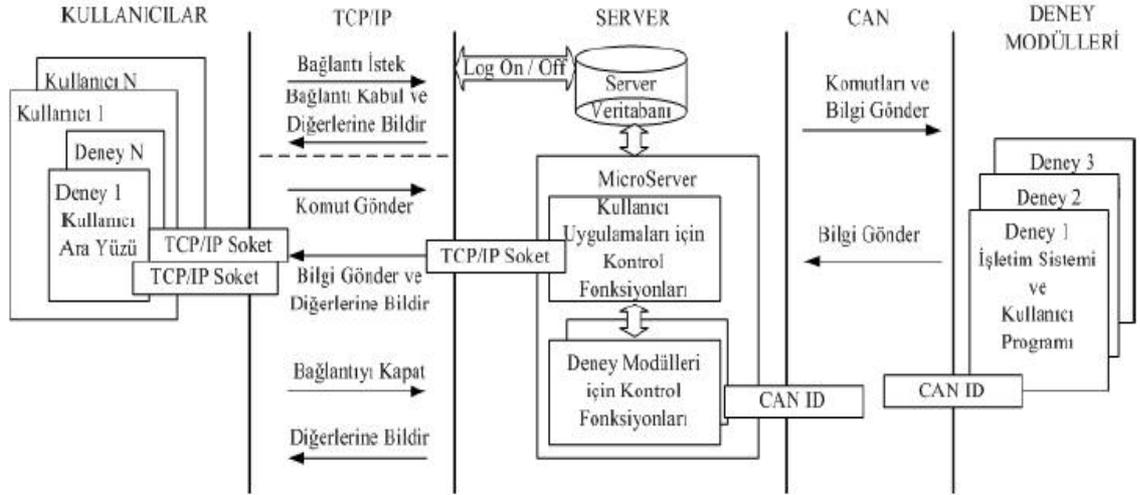 KULLANICILAR
TCP/IP
SERVER
CAN
DENEY
MODÜLLERİ
Kullanıcı N
Kullanıcı 1
Deney N
Deney 1
Kullanıcı
Ara Yüzü
TCP/IP Soket
TCP/IP Soket
Bağlantı İstek
Bağlantı Kabul ve
Diğerlerine Bildir
Komut Gönder
Bilgi Gönder ve
Diğerlerine Bildir
Bağlantıyı Kapat
Diğerlerine Bildir
Log On / Off
Server
Veritabanı
MicroServer
Kullanıcı
Uygulamaları için
Kontrol
Fonksiyonları
TCP/IP Soket
Deney Modülleri
için Kontrol
Fonksiyonları
CAN ID
Komutları ve
Bilgi Gönder
Bilgi Gönder
Deney 3
Deney 2
Deney 1
İşletim Sistemi
ve
Kullanıcı
Programı
CAN ID